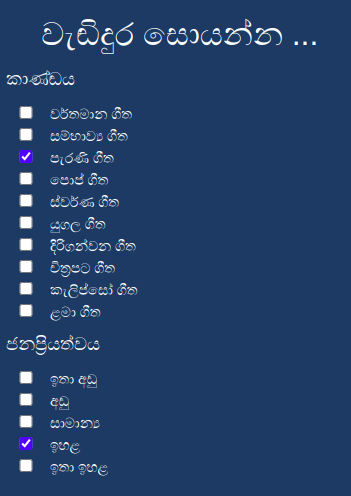 වැඩිදුර සොයන්න ...
කාණ්ඩය
වර්තමාන ගීත
සම්භාව්‍ය ගීත
පැරණි ගීත
පොප් ගීත
ස්වර්ණ ගීත
යුගල ගීත
දිරිගන්වන ගීත
චිත්‍රපට ගීත
කැලිප්සෝ ගීත
ළමා ගීත
ජනප්‍රියත්වය
ඉතා අඩු
අඩු
සාමාන්‍ය
ඉහළ
ඉතා ඉහළ